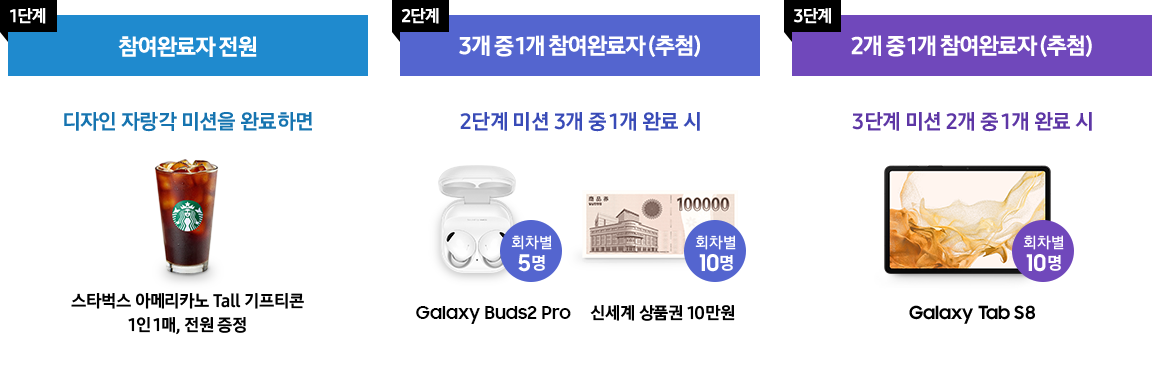 1단계
참여완료자 전원
디자인 자랑각 미션을 완료하면
스타벅스 아메리카노 Tall 기프티콘
1인 1매, 전원 증정
2단계
3개 중 1개 참여완료자 (추첨)
2단계 미션 3개 중 1개 완료 시
회차별
5명
Galaxy Buds2 Pro
商品券
100000
회차별
10명
신세계 상품권 10만원
3단계
2개 중 1개 참여완료자 (추첨)
3단계 미션 2개 중 1개 완료 시
회차별
10명
Galaxy Tab S8